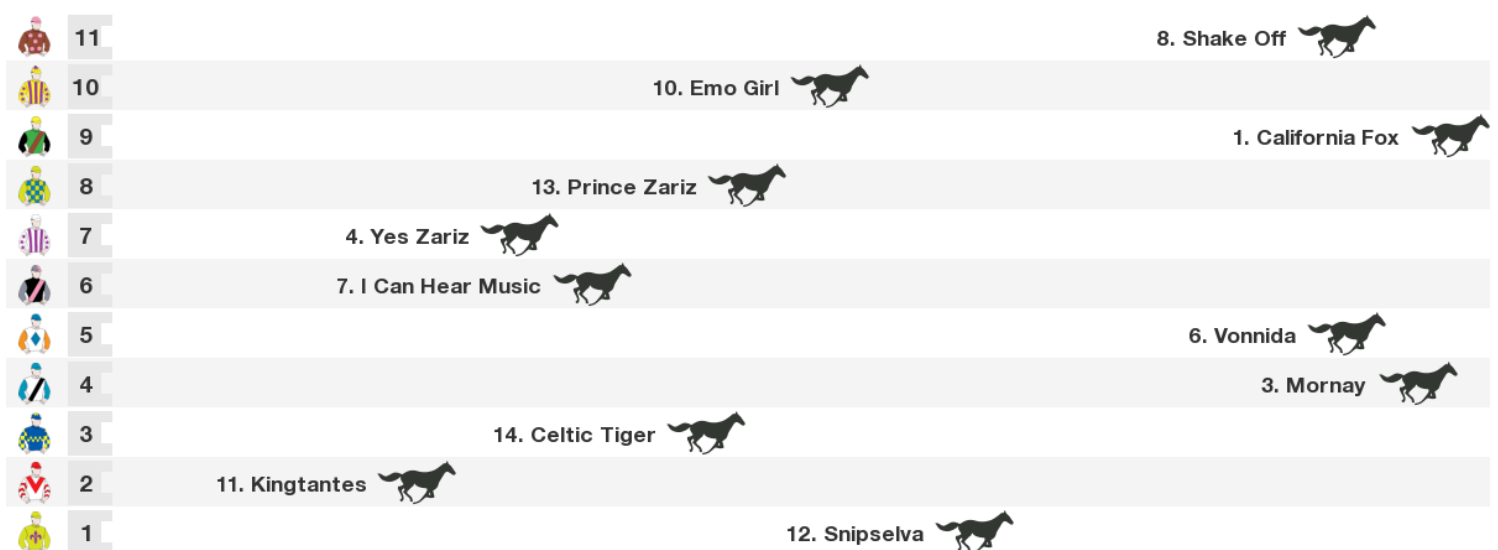 11 8. Shake Off
10 10. Emo Girl
9 1. California Fox
8 13. Prince Zariz
7 4. Yes Zariz
6 7. I Can Hear Music
5 6. Vonnida
4 3. Mornay
3 14. Celtic Tiger
2 11. Kingtantes
1 12. Snipselva